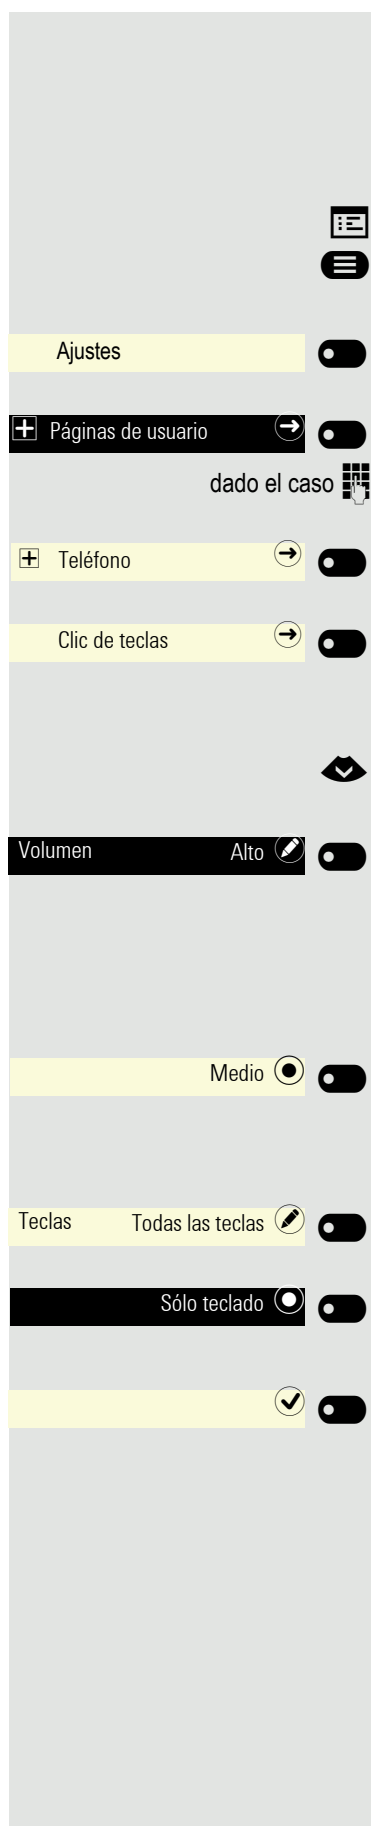 Ajustes
Páginas de usuario
dado el caso
Teléfono
Clic de teclas
Volumen Alto
Medio
Teclas Todas las teclas
Sólo teclado